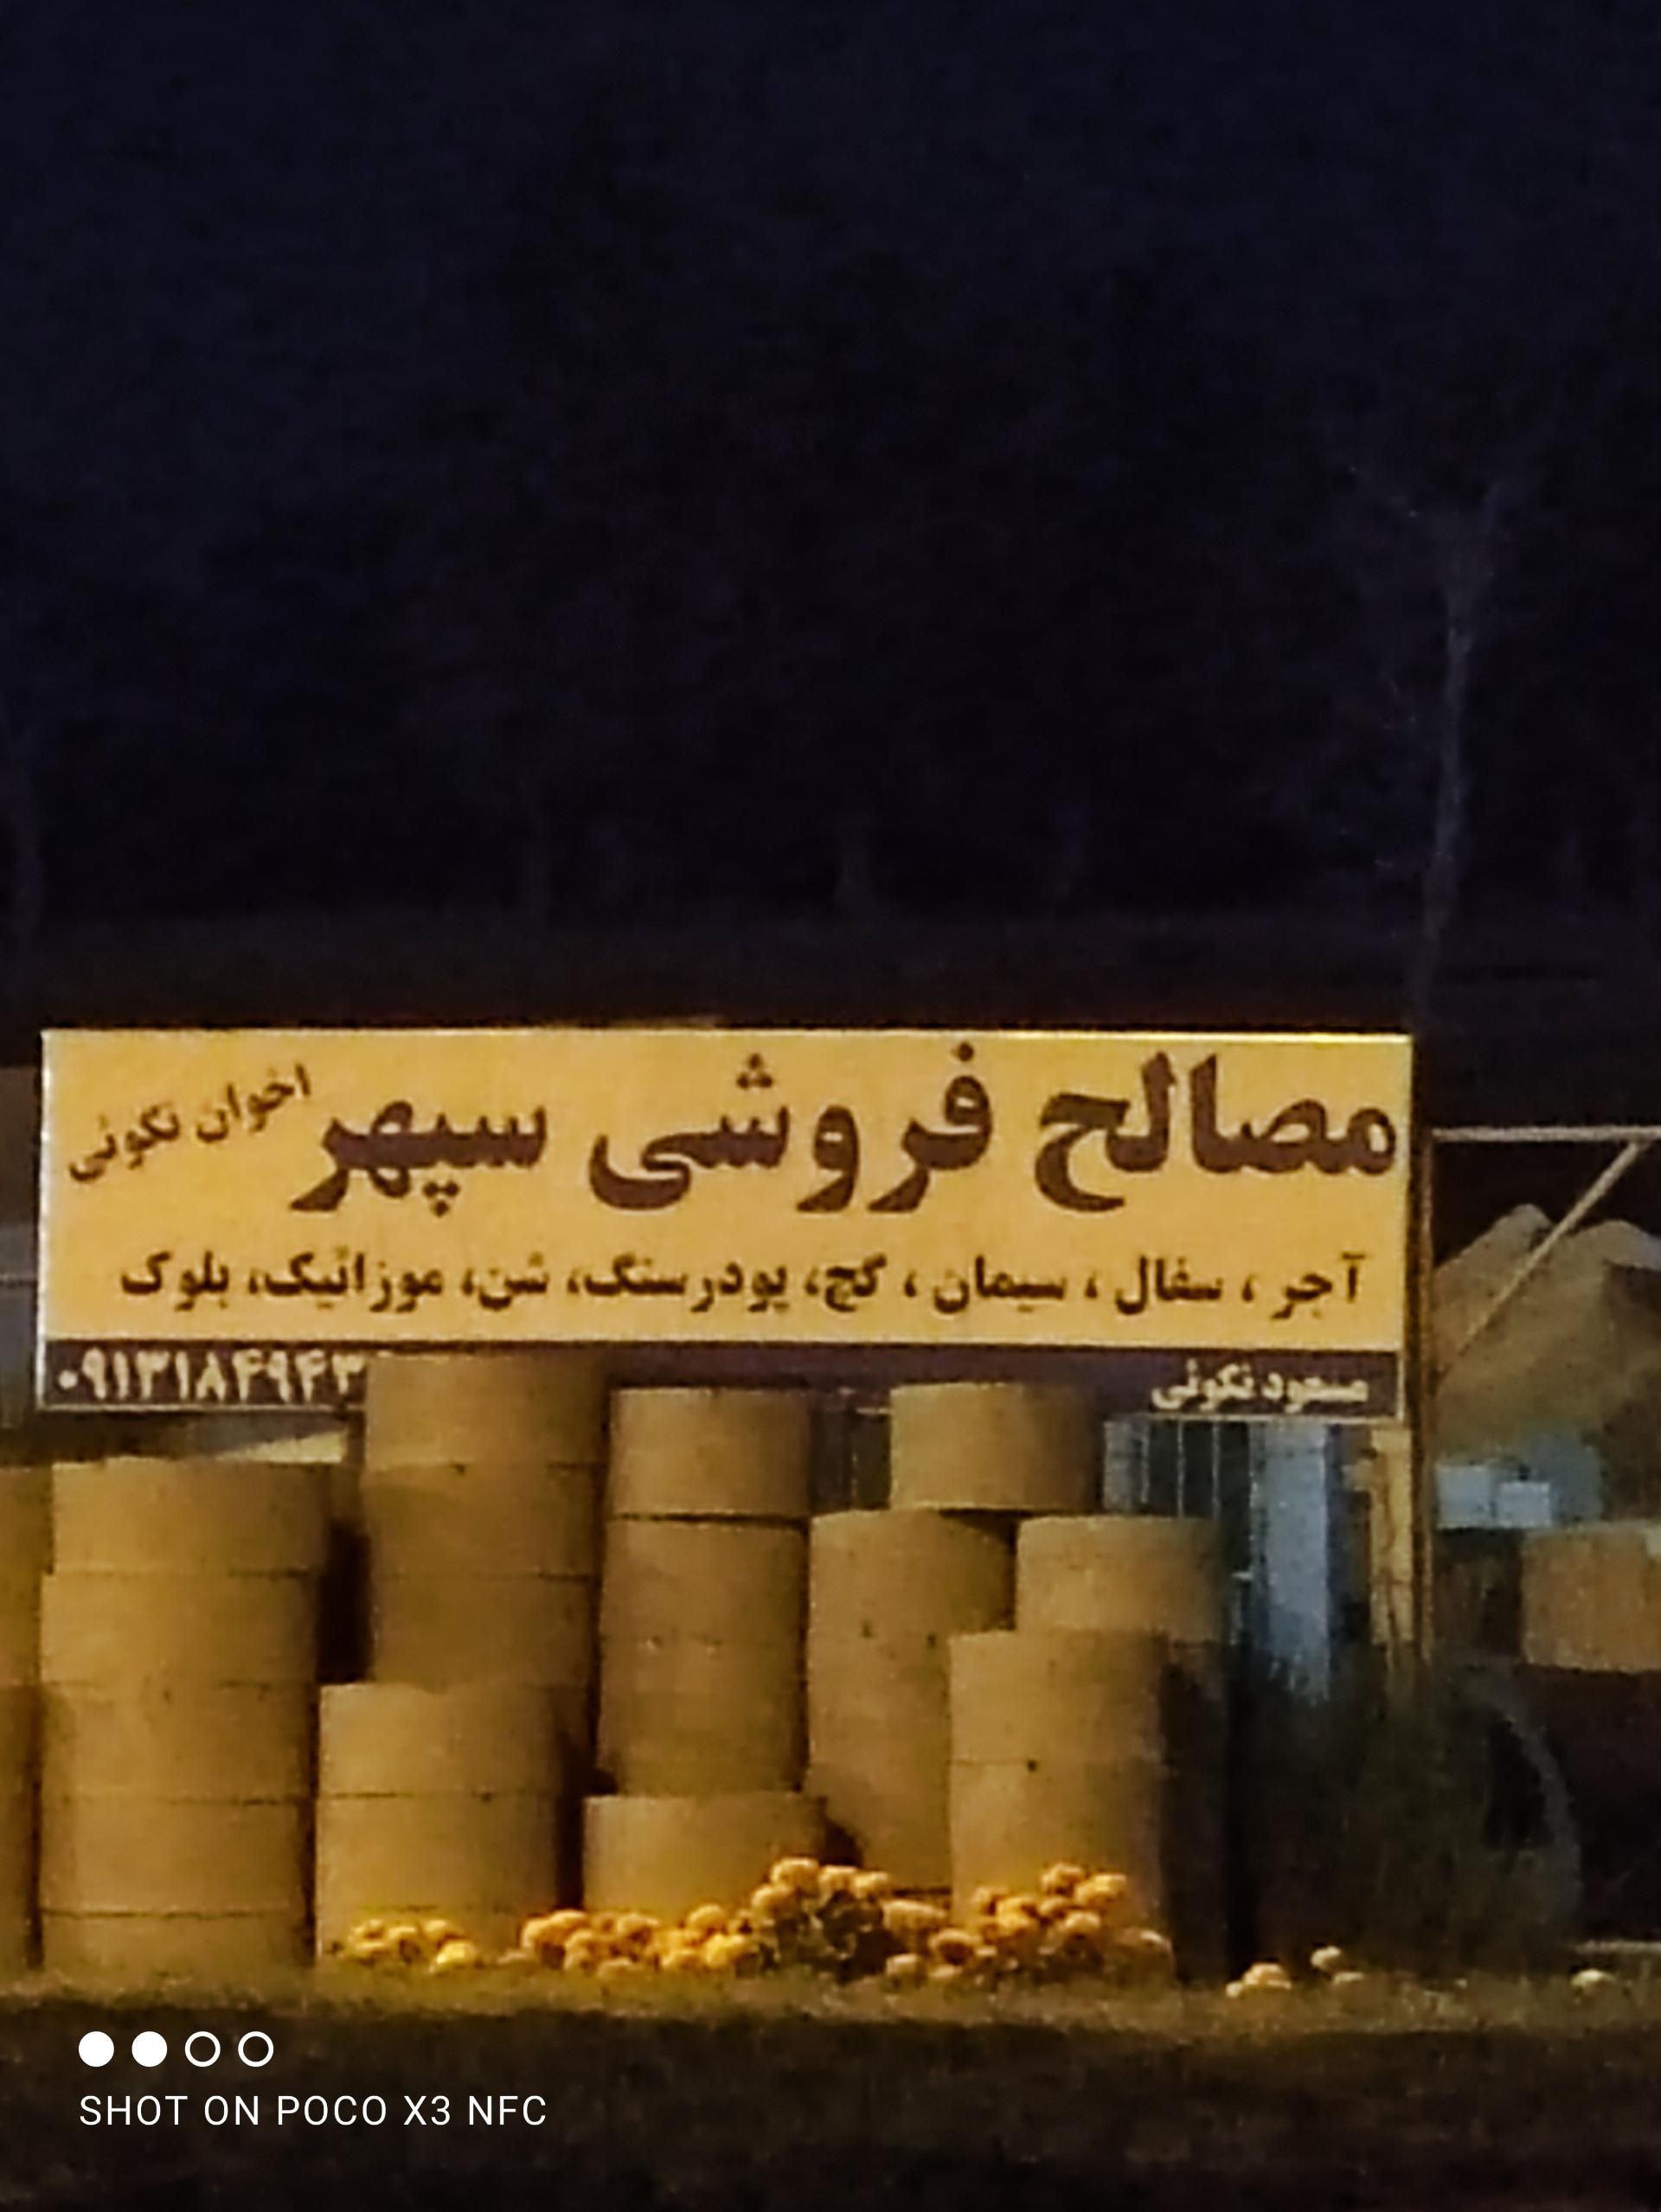 مصالح فروشی سپهر
اخوان نکوئی
آجر ، سفال ، سیمان ، گچ، پودرسنگ، شن، موزائیک، بلوک
مسعود نکوئی
۰۹۱۳۱۸۴۹۴۳
SHOT ON POCO X3 NFC